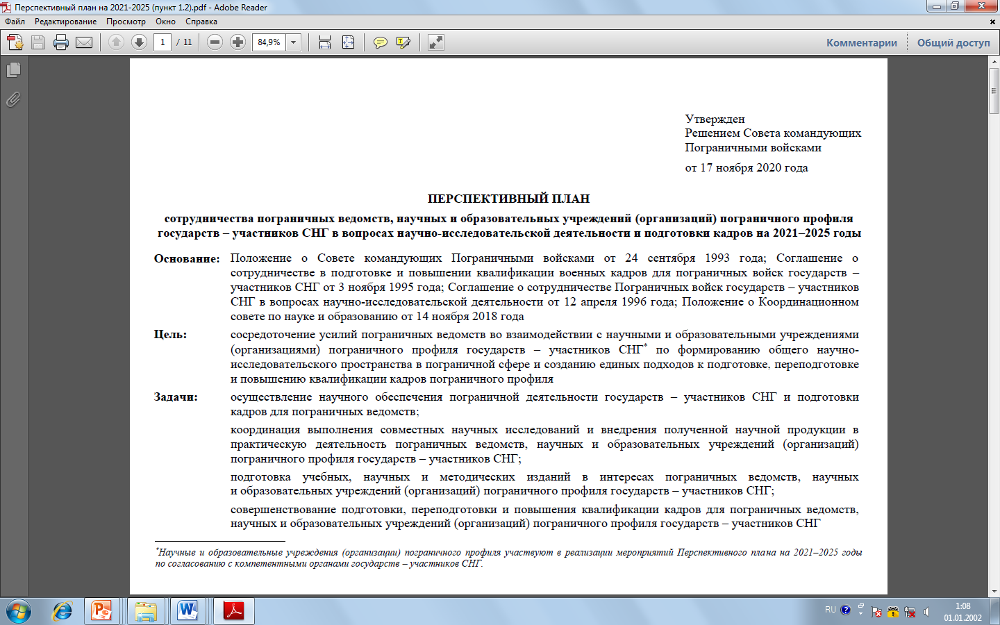 Перспективный план на 2021-2025 (пункт 1.2).pdf - Adobe Reader
Файл Редактирование Просмотр Окно Справка
1 / 11 84,9% Комментарии Общий доступ
Утвержден
Решением Совета командующих
Пограничными войсками
от 17 ноября 2020 года
ПЕРСПЕКТИВНЫЙ ПЛАН
сотрудничества пограничных ведомств, научных и образовательных учреждений (организаций) пограничного профиля
государств – участников СНГ в вопросах научно-исследовательской деятельности и подготовки кадров на 2021–2025 годы
Основание: Положение о Совете командующих Пограничными войсками от 24 сентября 1993 года; Соглашение о
сотрудничестве в подготовке и повышении квалификации военных кадров для пограничных войск государств –
участников СНГ от 3 ноября 1995 года; Соглашение о сотрудничестве Пограничных войск государств – участников
СНГ в вопросах научно-исследовательской деятельности от 12 апреля 1996 года; Положение о Координационном
совете по науке и образованию от 14 ноября 2018 года
Цель: сосредоточение усилий пограничных ведомств во взаимодействии с научными и образовательными учреждениями
(организациями) пограничного профиля государств – участников СНГ* по формированию общего научно-
исследовательского пространства в пограничной сфере и созданию единых подходов к подготовке, переподготовке
и повышению квалификации кадров пограничного профиля
Задачи: осуществление научного обеспечения пограничной деятельности государств – участников СНГ и подготовки
кадров для пограничных ведомств;
координация выполнения совместных научных исследований и внедрения полученной научной продукции в
практическую деятельность пограничных ведомств, научных и образовательных учреждений (организаций)
пограничного профиля государств – участников СНГ;
подготовка учебных, научных и методических изданий в интересах пограничных ведомств, научных
и образовательных учреждений (организаций) пограничного профиля государств – участников СНГ;
совершенствование подготовки, переподготовки и повышения квалификации кадров для пограничных ведомств,
научных и образовательных учреждений (организаций) пограничного профиля государств – участников СНГ
*Научные и образовательные учреждения (организации) пограничного профиля участвуют в реализации мероприятий Перспективного плана на 2021–2025 годы
по согласованию с компетентными органами государств – участников СНГ.
RU 1:08
01.01.2002